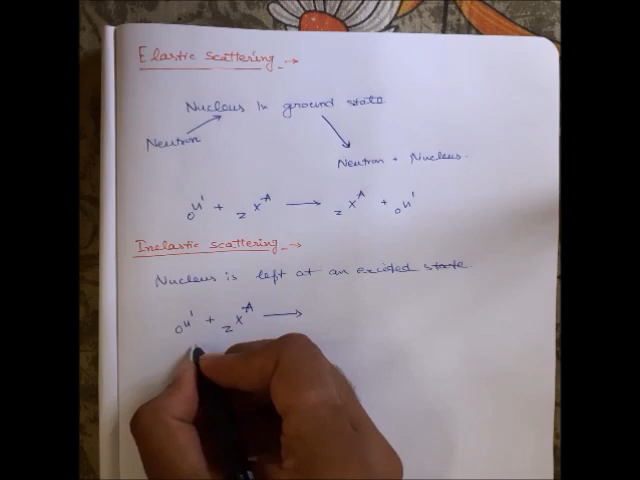 Elastic scattering →
Nucleus in ground state
Neutron
Neutron + Nucleus.
₀n¹ + zXᴬ → zXᴬ + ₀n¹
Inelastic scattering →
Nucleus is left at an excited state.
₀n¹ + zXᴬ →